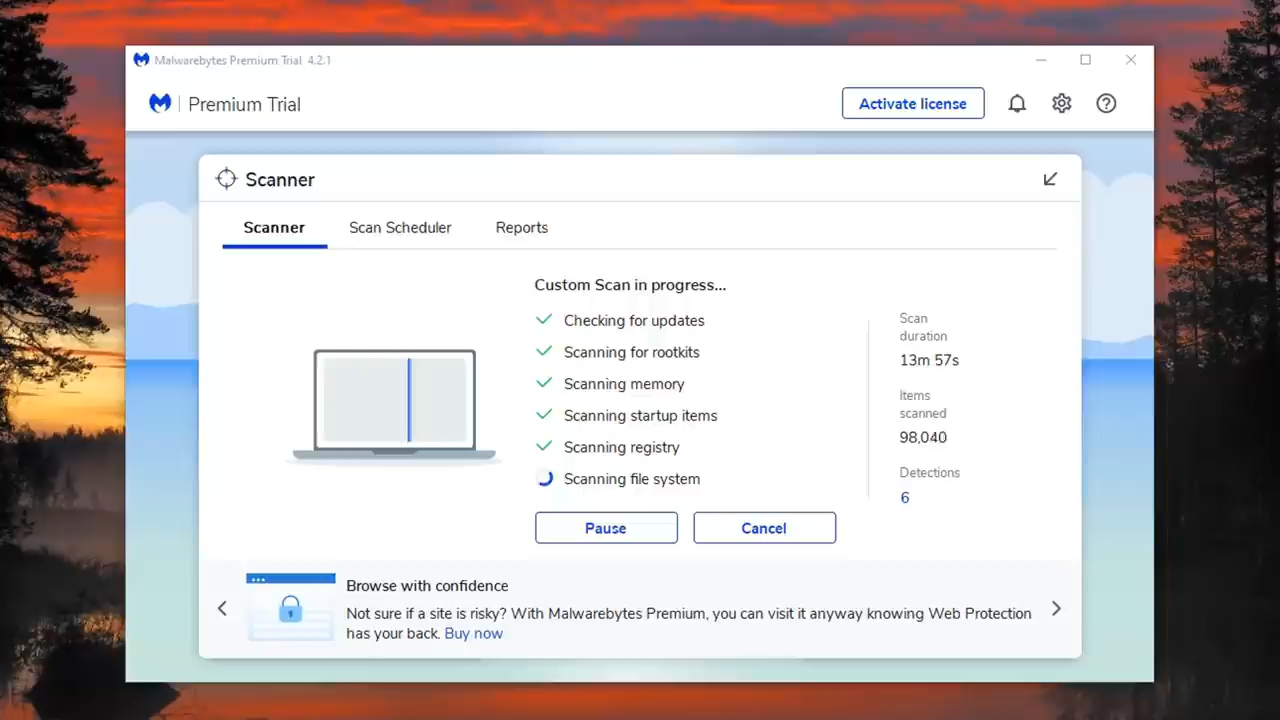 Malwarebytes Premium Trial 4.2.1
Premium Trial
Activate license
Scanner
Scanner
Scan Scheduler
Reports
Custom Scan in progress...
Checking for updates
Scanning for rootkits
Scanning memory
Scanning startup items
Scanning registry
Scanning file system
Scan
duration
13m 57s
Items
scanned
98,040
Detections
6
Pause
Cancel
Browse with confidence
Not sure if a site is risky? With Malwarebytes Premium, you can visit it anyway knowing Web Protection
has your back. Buy now